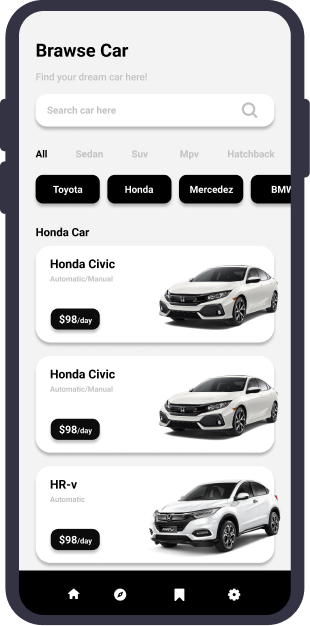 Brawse Car
Find your dream car here!
Search car here
All Sedan Suv Mpv Hatchback
Toyota Honda Mercedez BMW
Honda Car
Honda Civic
Automatic/Manual
$98/day
Honda Civic
Automatic/Manual
$98/day
HR-v
Automatic
$98/day